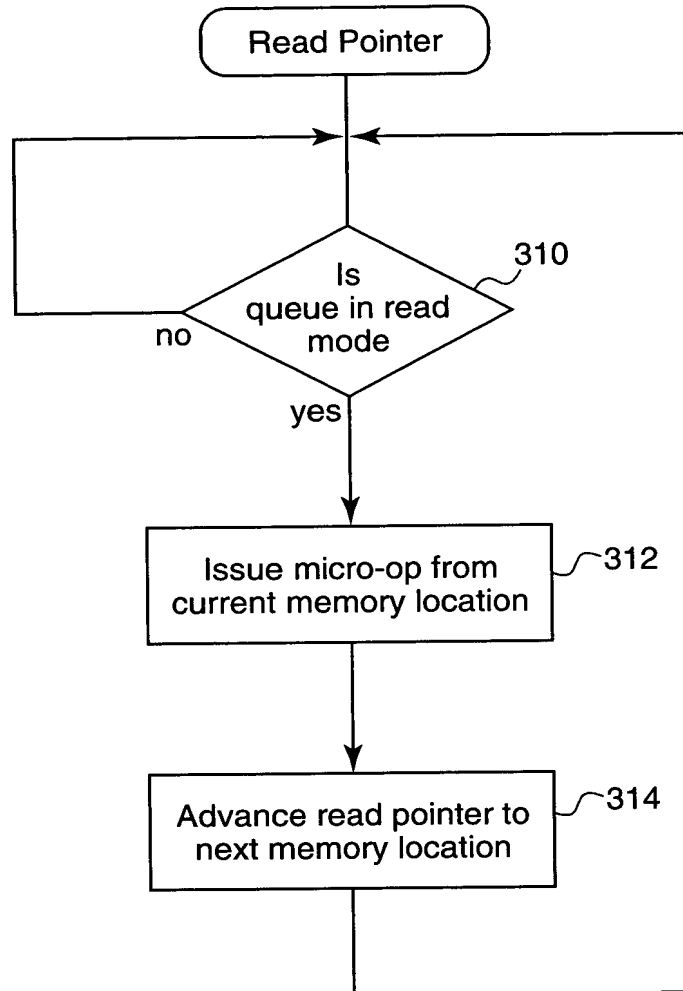 Read Pointer
310
Is
queue in read
mode
no
yes
Issue micro-op from
current memory location
312
Advance read pointer to
next memory location
314